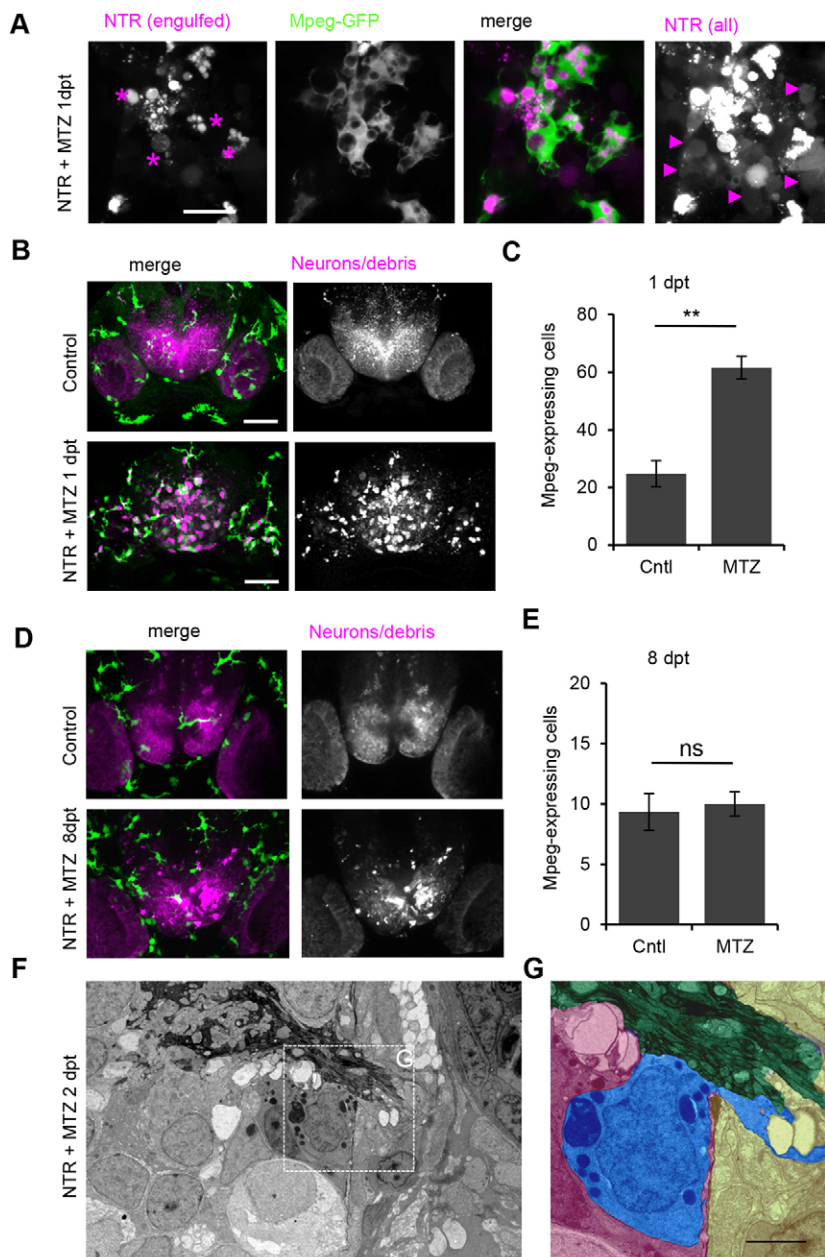 A
NTR (engulfed)
Mpeg-GFP
merge
NTR (all)
NTR + MTZ 1dpt
*
*
*
*
B
merge
Neurons/debris
Control
NTR + MTZ 1 dpt
C
1 dpt
**
Mpeg-expressing cells
80
60
40
20
0
Cntl
MTZ
D
merge
Neurons/debris
Control
NTR + MTZ 8dpt
E
8 dpt
ns
Mpeg-expressing cells
20
15
10
5
0
Cntl
MTZ
F
NTR + MTZ 2 dpt
G
G